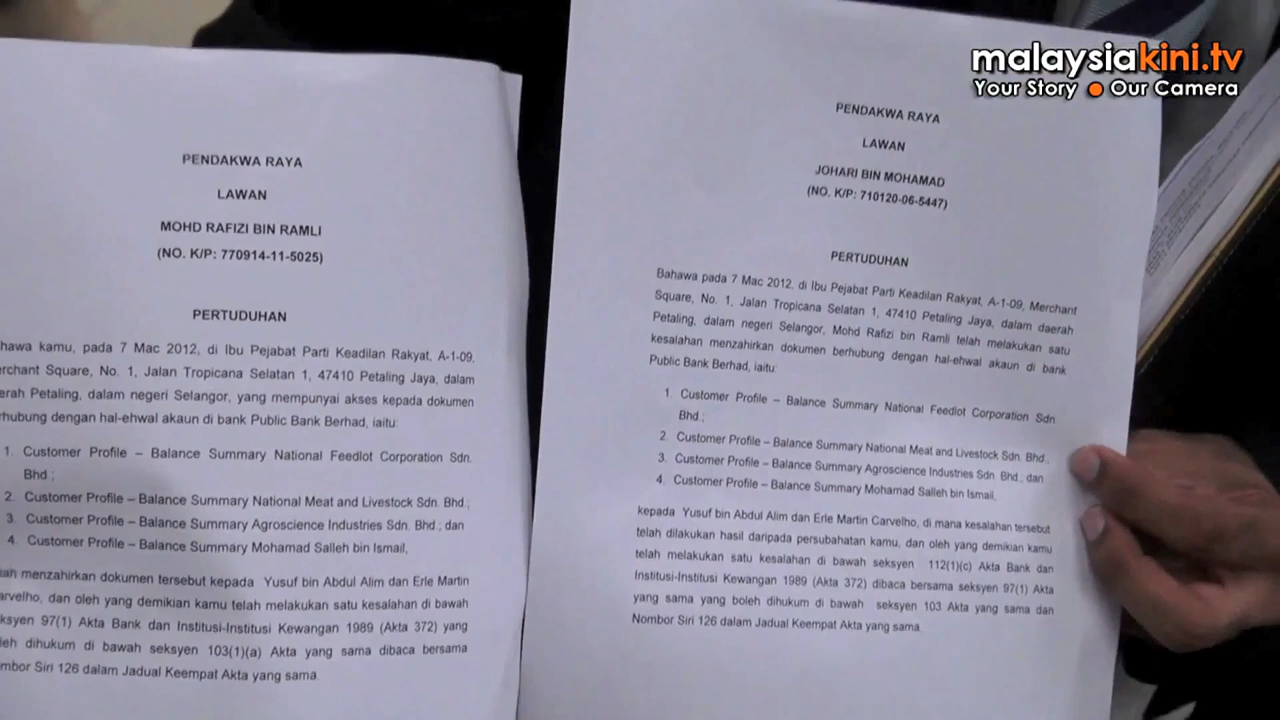 malaysiakini.tv
Your Story Our Camera
PENDAKWA RAYA
LAWAN
MOHD RAFIZI BIN RAMLI
(NO. K/P: 770914-11-5025)
PERTUDUHAN
hawa kamu, pada 7 Mac 2012, di Ibu Pejabat Parti Keadilan Rakyat, A-1-09,
rchant Square, No. 1, Jalan Tropicana Selatan 1, 47410 Petaling Jaya, dalam
erah Petaling, dalam negeri Selangor, yang mempunyai akses kepada dokumen
rhubung dengan hal-ehwal akaun di bank Public Bank Berhad, iaitu:
1. Customer Profile – Balance Summary National Feedlot Corporation Sdn.
Bhd.;
2. Customer Profile – Balance Summary National Meat and Livestock Sdn. Bhd.;
3. Customer Profile – Balance Summary Agroscience Industries Sdn. Bhd.; dan
4. Customer Profile – Balance Summary Mohamad Salleh bin Ismail,
lah menzahirkan dokumen tersebut kepada Yusuf bin Abdul Alim dan Erle Martin
arvelho, dan oleh yang demikian kamu telah melakukan satu kesalahan di bawah
ksyen 97(1) Akta Bank dan Institusi-Institusi Kewangan 1989 (Akta 372) yang
leh dihukum di bawah seksyen 103(1)(a) Akta yang sama dibaca bersama
mbor Siri 126 dalam Jadual Keempat Akta yang sama.
PENDAKWA RAYA
LAWAN
JOHARI BIN MOHAMAD
(NO. K/P: 710120-06-5447)
PERTUDUHAN
Bahawa pada 7 Mac 2012, di Ibu Pejabat Parti Keadilan Rakyat, A-1-09, Merchant
Square, No. 1, Jalan Tropicana Selatan 1, 47410 Petaling Jaya, dalam daerah
Petaling, dalam negeri Selangor, Mohd Rafizi bin Ramli telah melakukan satu
kesalahan menzahirkan dokumen berhubung dengan hal-ehwal akaun di bank
Public Bank Berhad, iaitu:
1. Customer Profile – Balance Summary National Feedlot Corporation Sdn.
Bhd.;
2. Customer Profile – Balance Summary National Meat and Livestock Sdn. Bhd.;
3. Customer Profile – Balance Summary Agroscience Industries Sdn. Bhd.; dan
4. Customer Profile – Balance Summary Mohamad Salleh bin Ismail,
kepada Yusuf bin Abdul Alim dan Erle Martin Carvelho, di mana kesalahan tersebut
telah dilakukan hasil daripada persubahatan kamu, dan oleh yang demikian kamu
telah melakukan satu kesalahan di bawah seksyen 112(1)(c) Akta Bank dan
Institusi-Institusi Kewangan 1989 (Akta 372) dibaca bersama seksyen 97(1) Akta
yang sama yang boleh dihukum di bawah seksyen 103 Akta yang sama dan
Nombor Siri 126 dalam Jadual Keempat Akta yang sama.